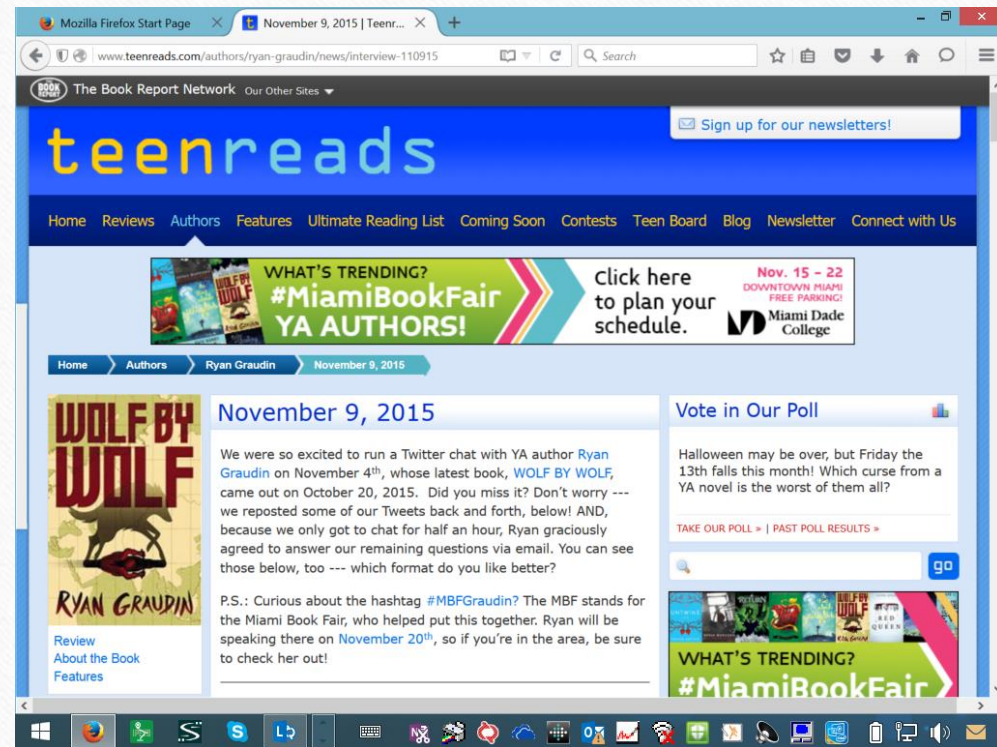 Mozilla Firefox Start Page
November 9, 2015 | Teenr...
www.teenreads.com/authors/ryan-graudin/news/interview-110915
Search
The Book Report Network Our Other Sites
Sign up for our newsletters!
teenreads
Home Reviews Authors Features Ultimate Reading List Coming Soon Contests Teen Board Blog Newsletter Connect with Us
WHAT'S TRENDING?
#MiamiBookFair
YA AUTHORS!
Click here
to plan your
schedule.
Nov. 15 - 22
DOWNTOWN MIAMI
FREE PARKING!
Miami Dade
College
Home Authors Ryan Graudin November 9, 2015
WOLF BY
WOLF
RYAN GRAUDIN
Review
About the Book
Features
November 9, 2015
We were so excited to run a Twitter chat with YA author Ryan
Graudin on November 4th, whose latest book, WOLF BY WOLF,
came out on October 20, 2015. Did you miss it? Don't worry ---
we reposted some of our Tweets back and forth, below! AND,
because we only got to chat for half an hour, Ryan graciously
agreed to answer our remaining questions via email. You can see
those below, too --- which format do you like better?
P.S.: Curious about the hashtag #MBFGraudin? The MBF stands for
the Miami Book Fair, who helped put this together. Ryan will be
speaking there on November 20th, so if you're in the area, be sure
to check her out!
Vote in Our Poll
Halloween may be over, but Friday the
13th falls this month! Which curse from a
YA novel is the worst of them all?
TAKE OUR POLL » | PAST POLL RESULTS »
go
WHAT'S TRENDING?
#MiamiBookFair